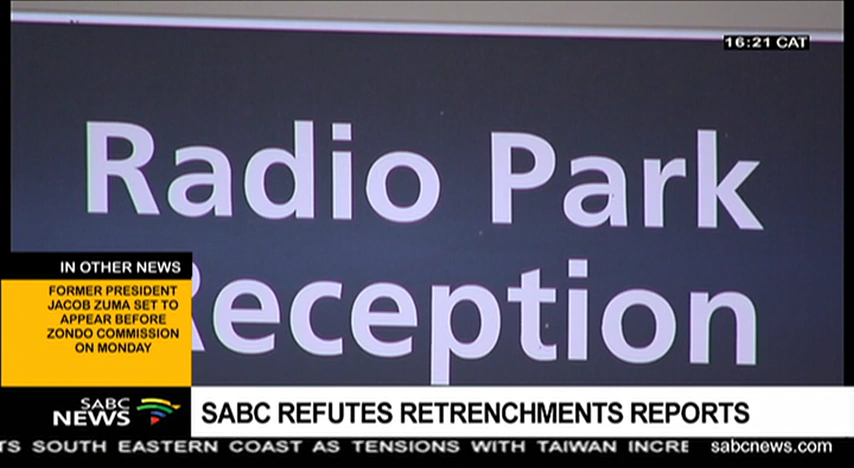 16:21 CAT
Radio Park
Reception
IN OTHER NEWS
FORMER PRESIDENT
JACOB ZUMA SET TO
APPEAR BEFORE
ZONDO COMMISSION
ON MONDAY
SABC
NEWS
SABC REFUTES RETRENCHMENTS REPORTS
SOUTH EASTERN COAST AS TENSIONS WITH TAIWAN
sabcnews.com